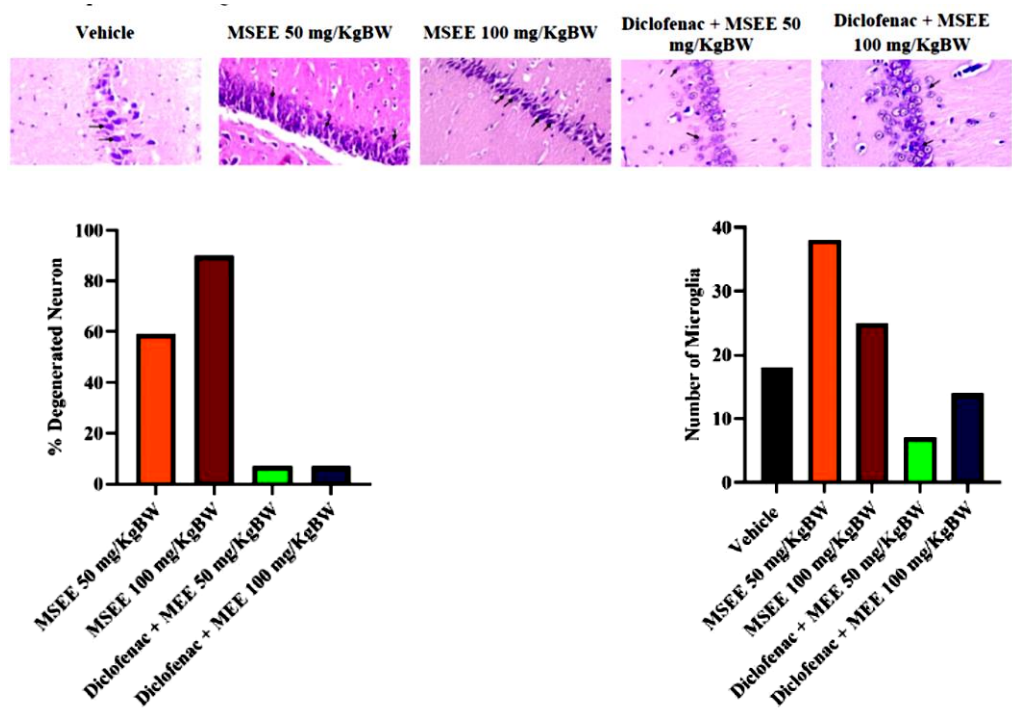 Vehicle
MSEE 50 mg/KgBW
MSEE 100 mg/KgBW
Diclofenac + MSEE 50
mg/KgBW
Diclofenac + MSEE
100 mg/KgBW
% Degenerated Neuron
100
80
60
40
20
0
MSEE 50 mg/KgBW
MSEE 100 mg/KgBW
Diclofenac + MEE 50 mg/KgBW
Diclofenac + MEE 100 mg/KgBW
Number of Microglia
40
30
20
10
0
Vehicle
MSEE 50 mg/KgBW
MSEE 100 mg/KgBW
Diclofenac + MEE 50 mg/KgBW
Diclofenac + MEE 100 mg/KgBW